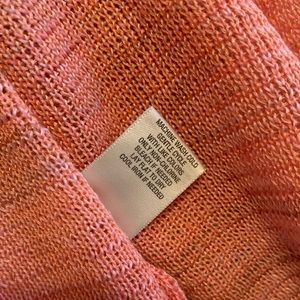 MACHINE WASH COLD
GENTLE CYCLE
WITH LIKE COLORS
ONLY NON-CHLORINE
BLEACH IF NEEDED
LAY FLAT TO DRY
COOL IRON IF NEEDED